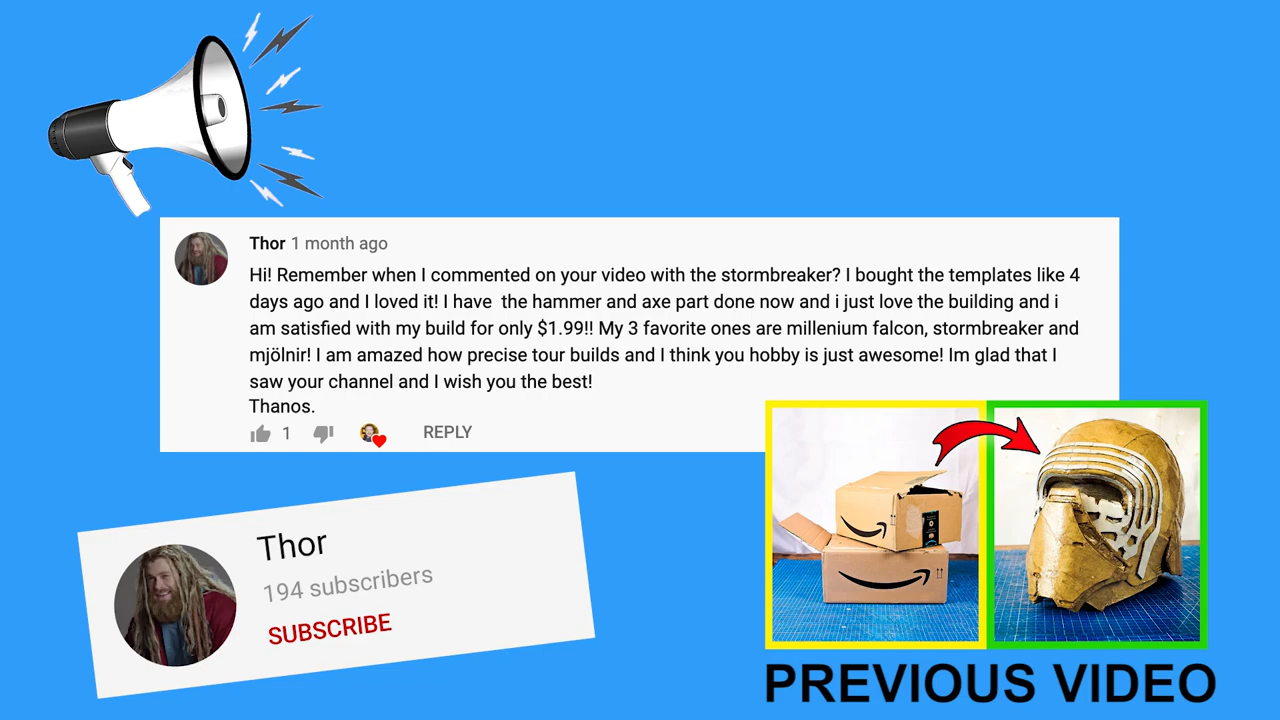 Thor 1 month ago
Hi! Remember when I commented on your video with the stormbreaker? I bought the templates like 4
days ago and I loved it! I have  the hammer and axe part done now and i just love the building and i
am satisfied with my build for only $1.99!! My 3 favorite ones are millenium falcon, stormbreaker and
mjölnir! I am amazed how precise tour builds and I think you hobby is just awesome! Im glad that I
saw your channel and I wish you the best!
Thanos.
1 REPLY
Thor
194 subscribers
SUBSCRIBE
PREVIOUS VIDEO